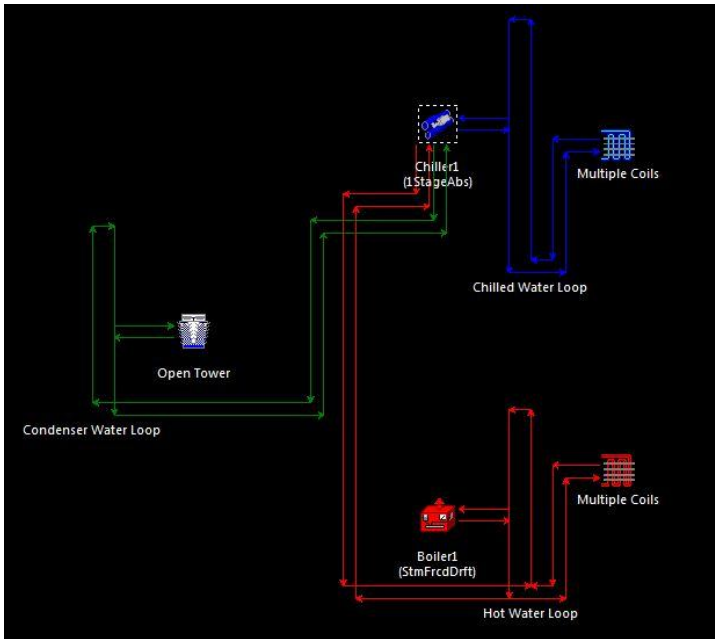 Chiller1
(1StageAbs)
Multiple Coils
Chilled Water Loop
Open Tower
Condenser Water Loop
Multiple Coils
Boiler1
(StmFrcdDrft)
Hot Water Loop